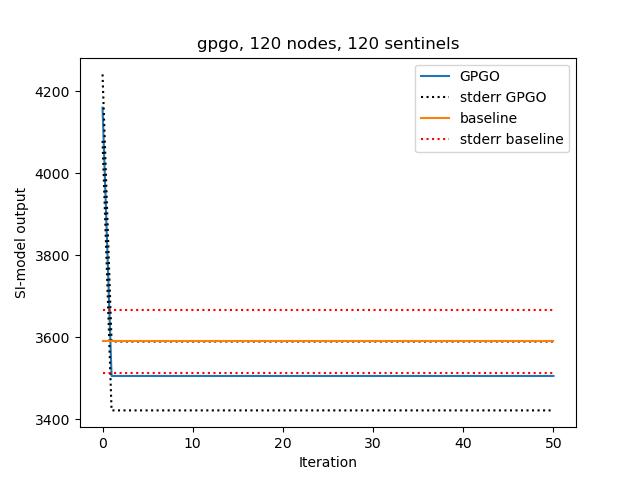 gpgo, 120 nodes, 120 sentinels
GPGO
stderr GPGO
baseline
stderr baseline
SI-model output
4200
4000
3800
3600
3400
0 10 20 30 40 50
Iteration